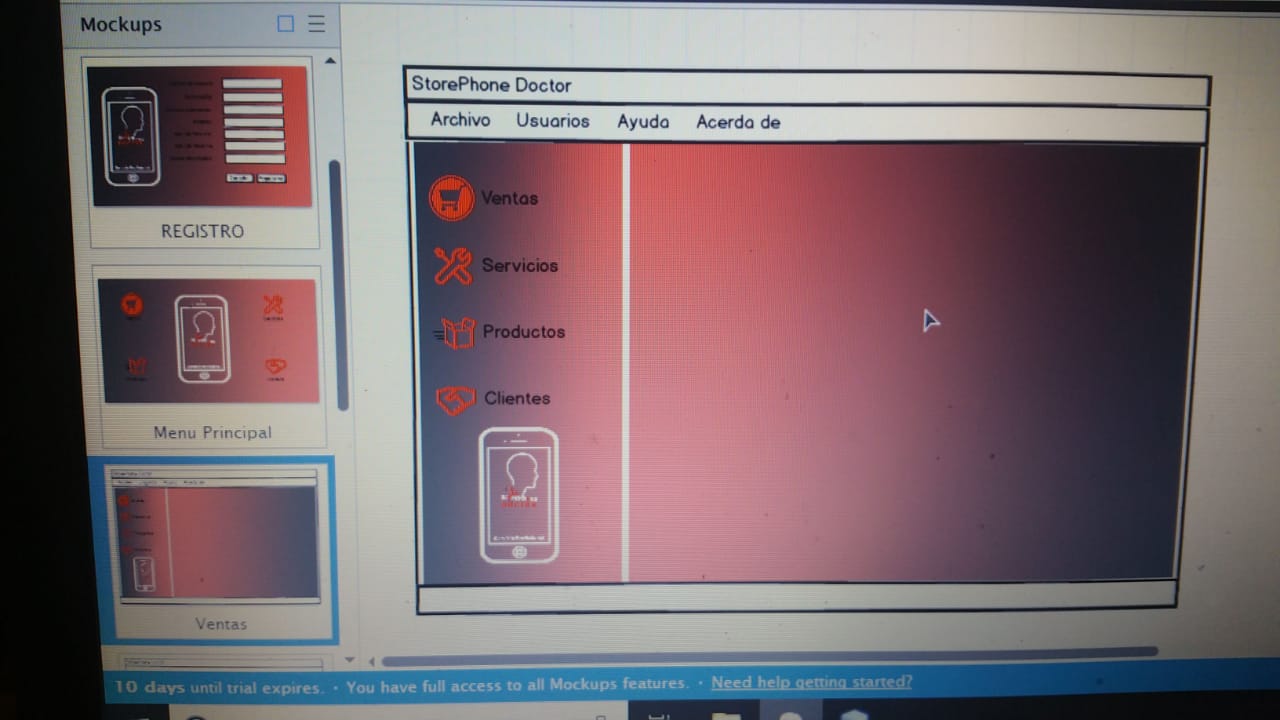 Mockups
REGISTRO
Menu Principal
Ventas
StorePhone Doctor
Archivo Usuarios Ayuda Acerda de
Ventas
Servicios
Productos
Clientes
10 days until trial expires. · You have full access to all Mockups features. · Need help getting started?